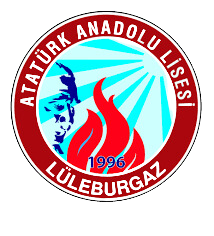 ATATÜRK ANADOLU LİSESİ
1996
LÜLEBURGAZ